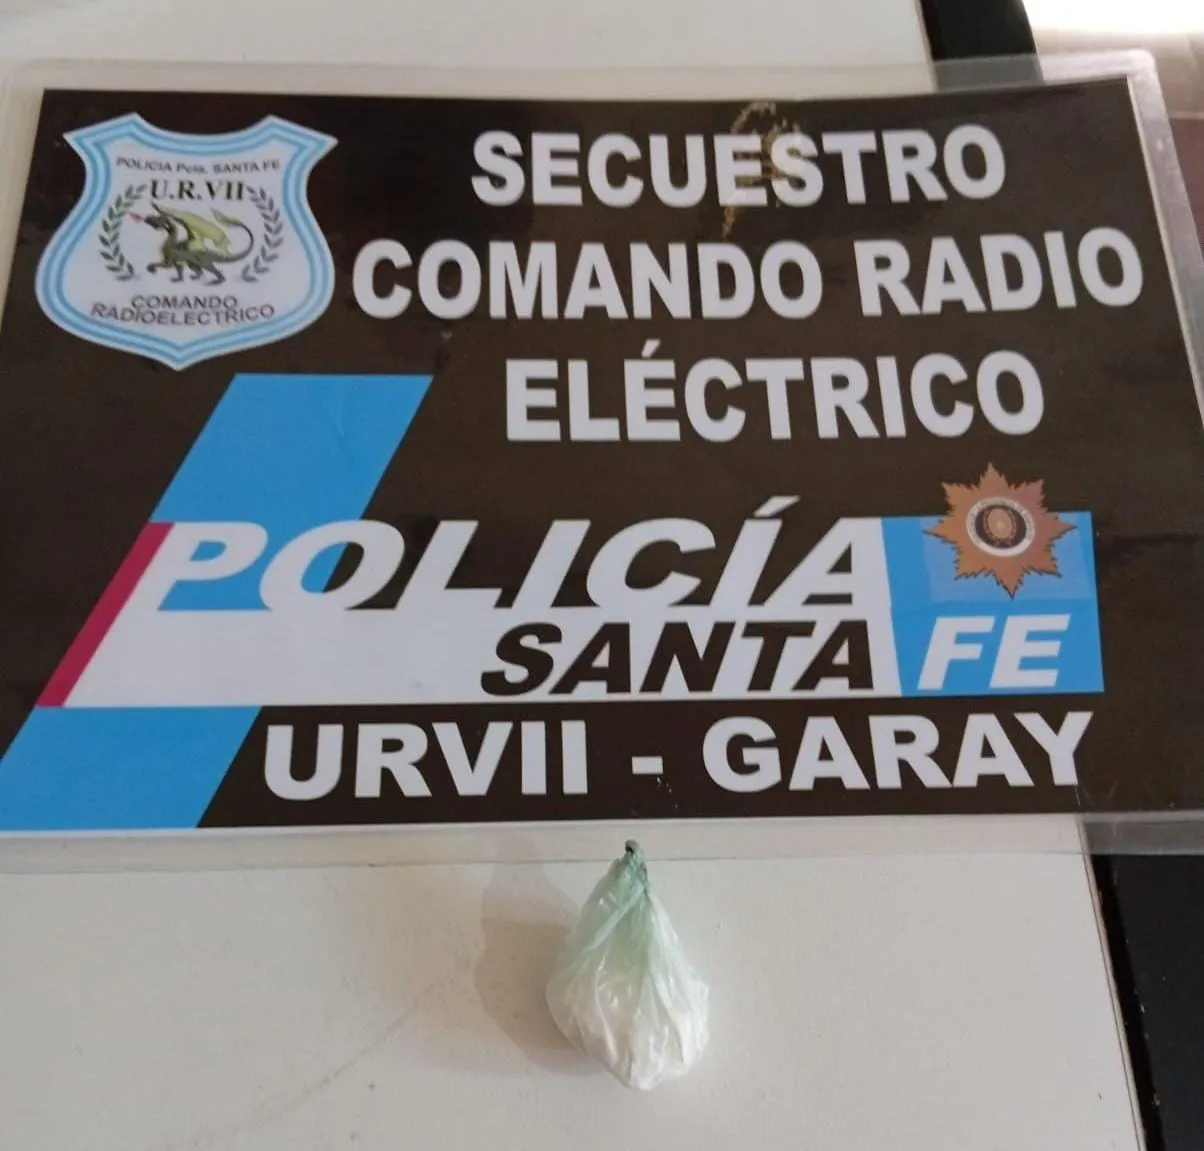 POLICIA Pcia. SANTA FE
U.R.VII
COMANDO
RADIOELECTRICO
SECUESTRO
COMANDO RADIO
ELÉCTRICO
POLICÍA
SANTA FE
URVII - GARAY